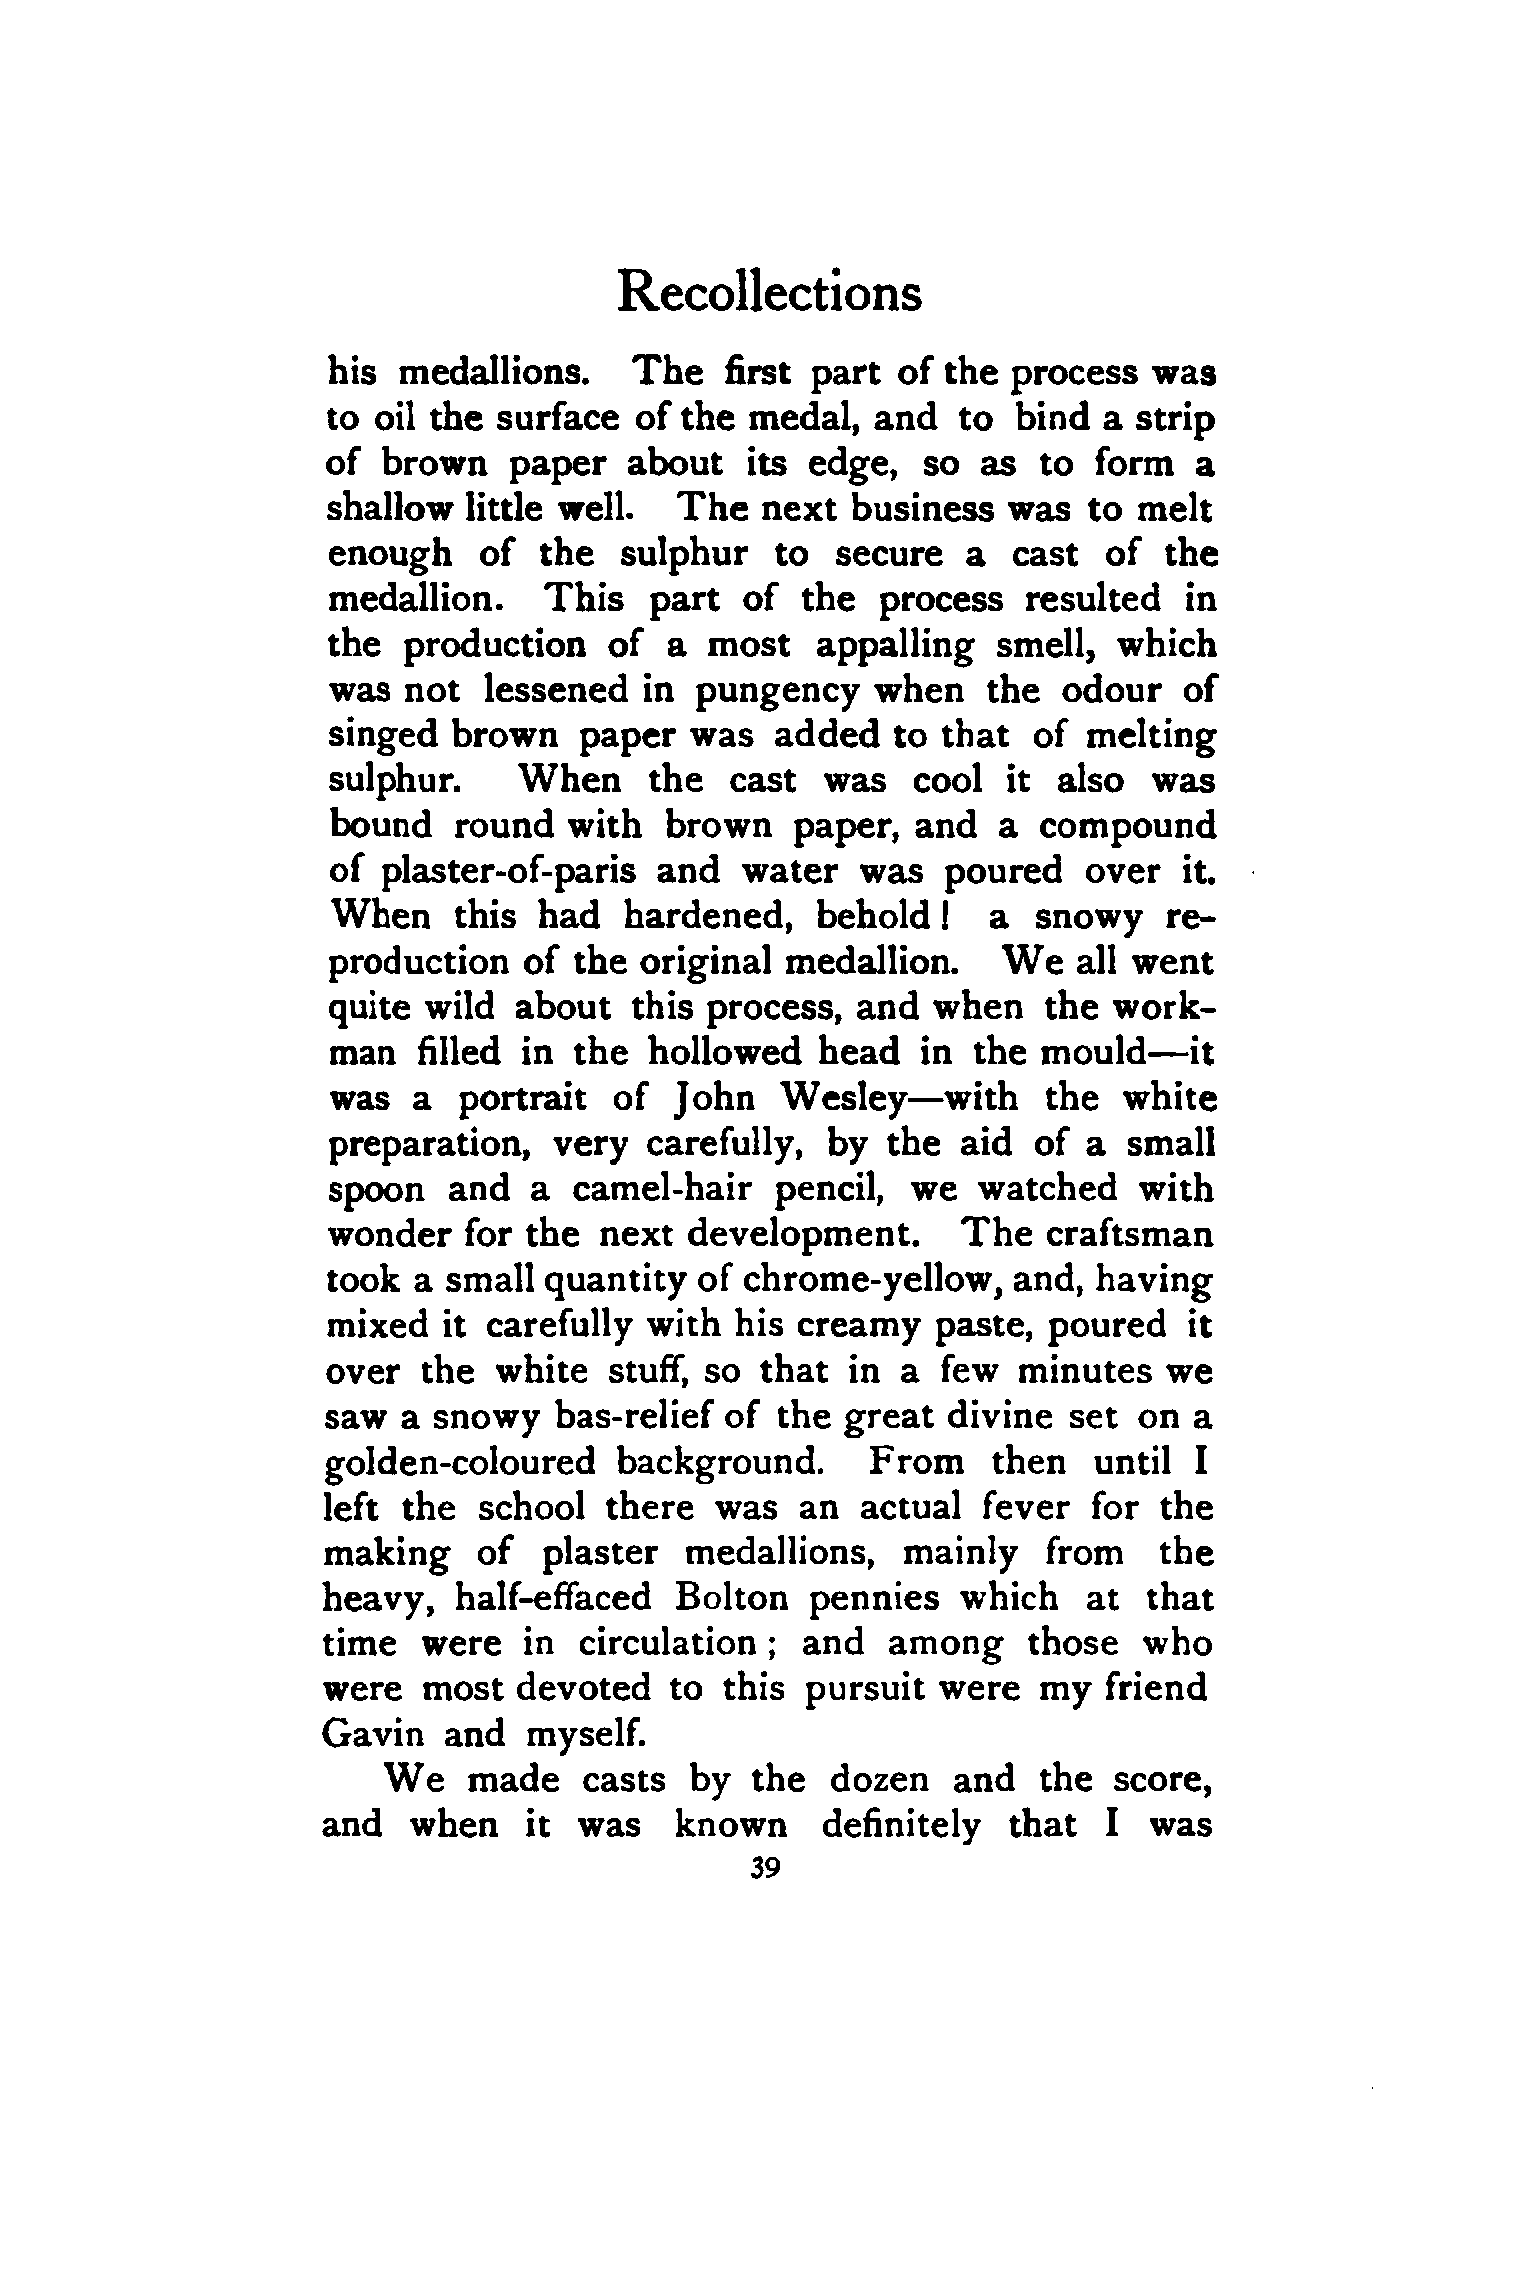 Recollections
his medallions. The first part of the process was
to oil the surface of the medal, and to bind a strip
of brown paper about its edge, so as to form a
shallow little well. The next business was to melt
enough of the sulphur to secure a cast of the
medallion. This part of the process resulted in
the production of a most appalling smell, which
was not lessened in pungency when the odour of
singed brown paper was added to that of melting
sulphur. When the cast was cool it also was
bound round with brown paper, and a compound
of plaster-of-paris and water was poured over it.
When this had hardened, behold! a snowy re-
production of the original medallion. We all went
quite wild about this process, and when the work-
man filled in the hollowed head in the mould—it
was a portrait of John Wesley—with the white
preparation, very carefully, by the aid of a small
spoon and a camel-hair pencil, we watched with
wonder for the next development. The craftsman
took a small quantity of chrome-yellow, and, having
mixed it carefully with his creamy paste, poured it
over the white stuff, so that in a few minutes we
saw a snowy bas-relief of the great divine set on a
golden-coloured background. From then until I
left the school there was an actual fever for the
making of plaster medallions, mainly from the
heavy, half-effaced Bolton pennies which at that
time were in circulation; and among those who
were most devoted to this pursuit were my friend
Gavin and myself.
We made casts by the dozen and the score,
and when it was known definitely that I was
39